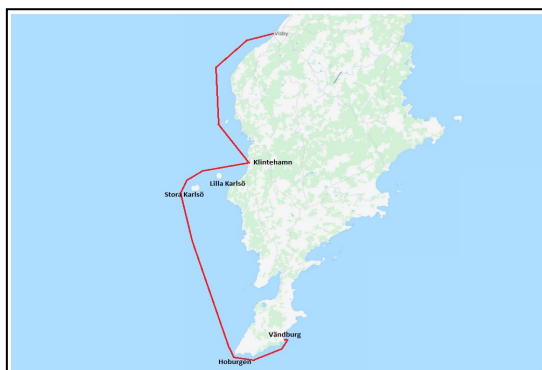 Visby
Klintehamn
Lilla Karlsö
Stora Karlsö
Vändburg
Hoburgen